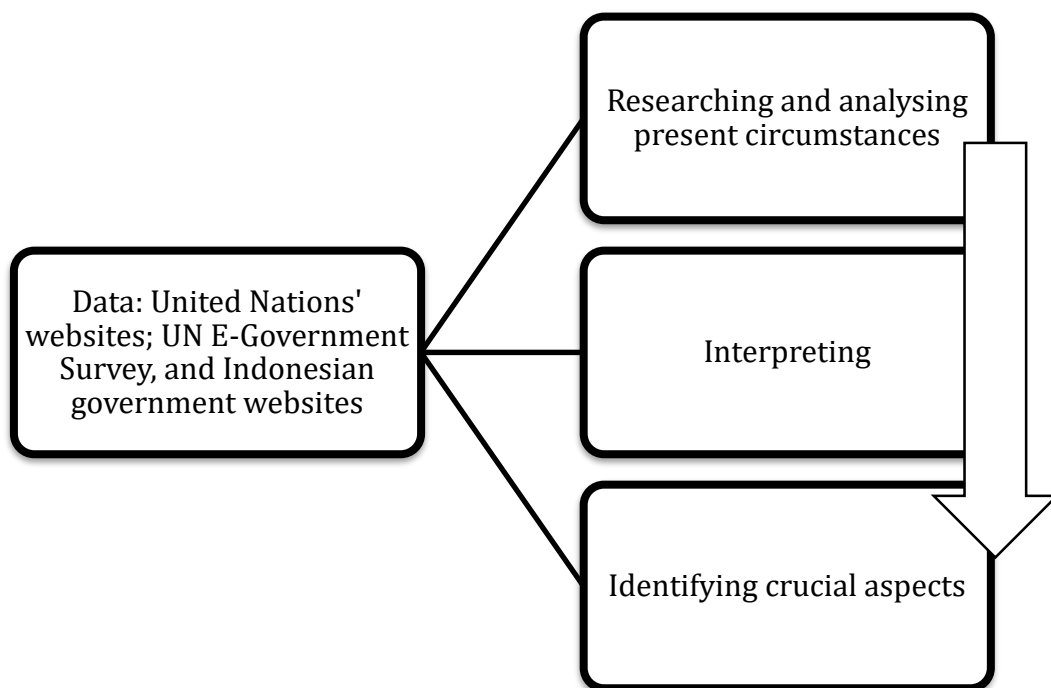 Data: United Nations'
websites; UN E-Government
Survey, and Indonesian
government websites
Researching and analysing
present circumstances
Interpreting
Identifying crucial aspects